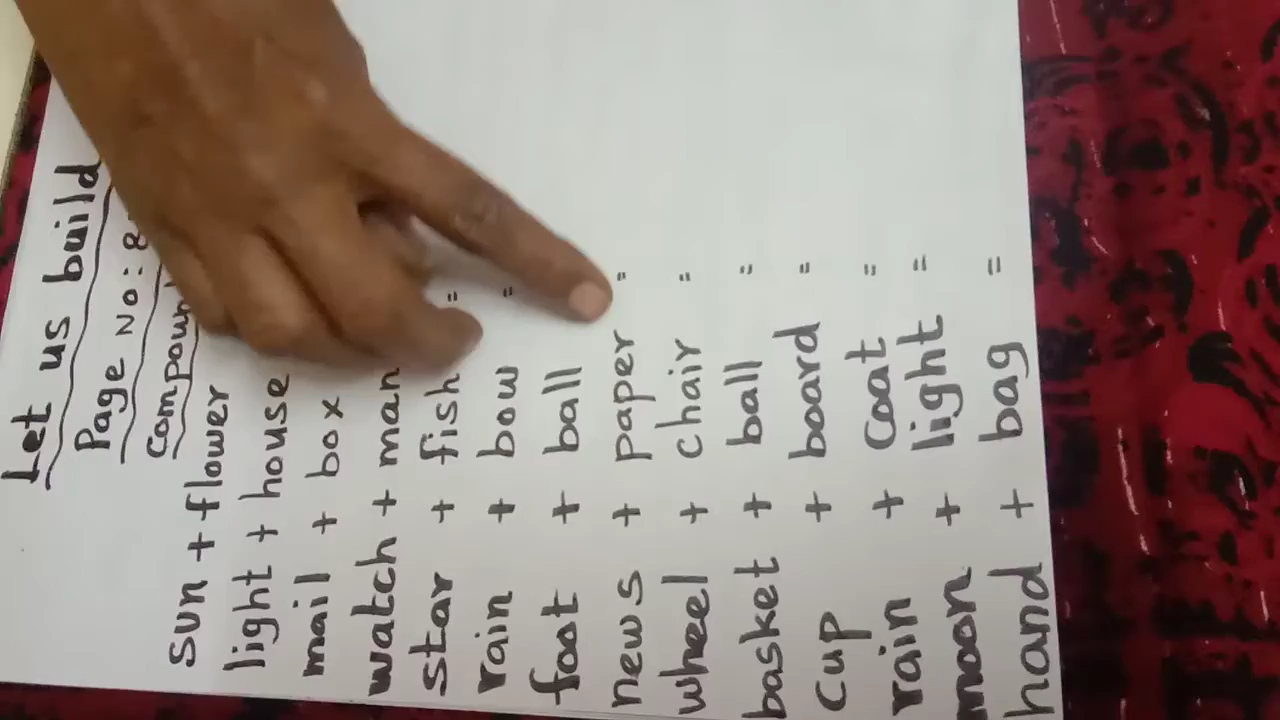 Let us build
Page No: 8
Compoun
sun + flower
light + house
mail + box
watch + man
star + fish =
rain + bow =
foot + ball
news + paper =
wheel + chair =
basket + ball =
cup + board =
rain + coat =
moon + light =
hand + bag =